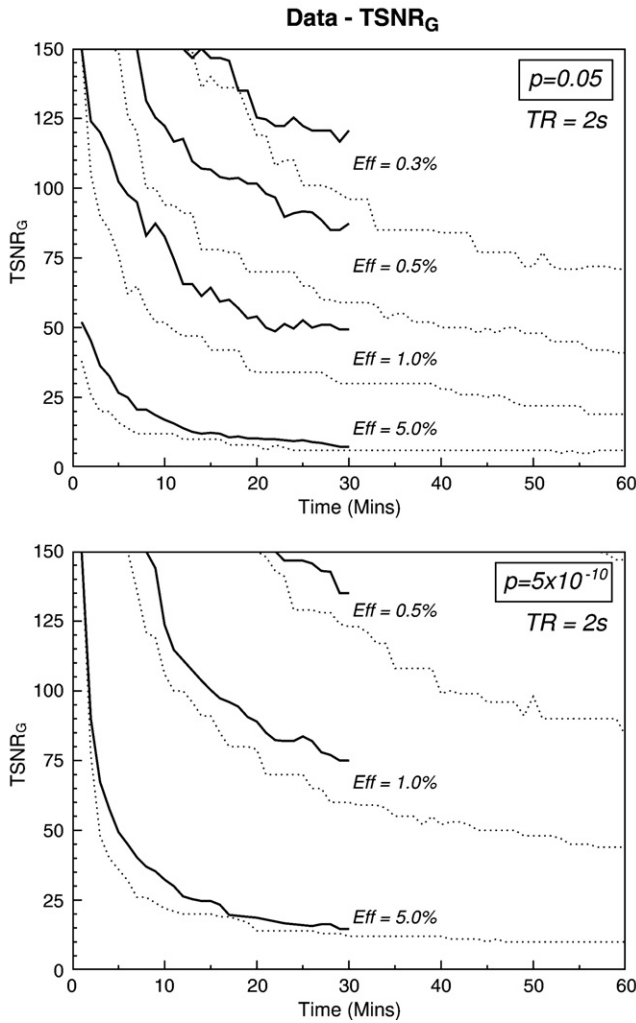 Data - TSNRG
150
125
100
75
50
25
0
TSNRG
p=0.05
TR = 2s
Eff = 0.3%
Eff = 0.5%
Eff = 1.0%
Eff = 5.0%
0 10 20 30 40 50 60
Time (Mins)
150
125
100
75
50
25
0
TSNRG
p=5x10-10
TR = 2s
Eff = 0.5%
Eff = 1.0%
Eff = 5.0%
0 10 20 30 40 50 60
Time (Mins)